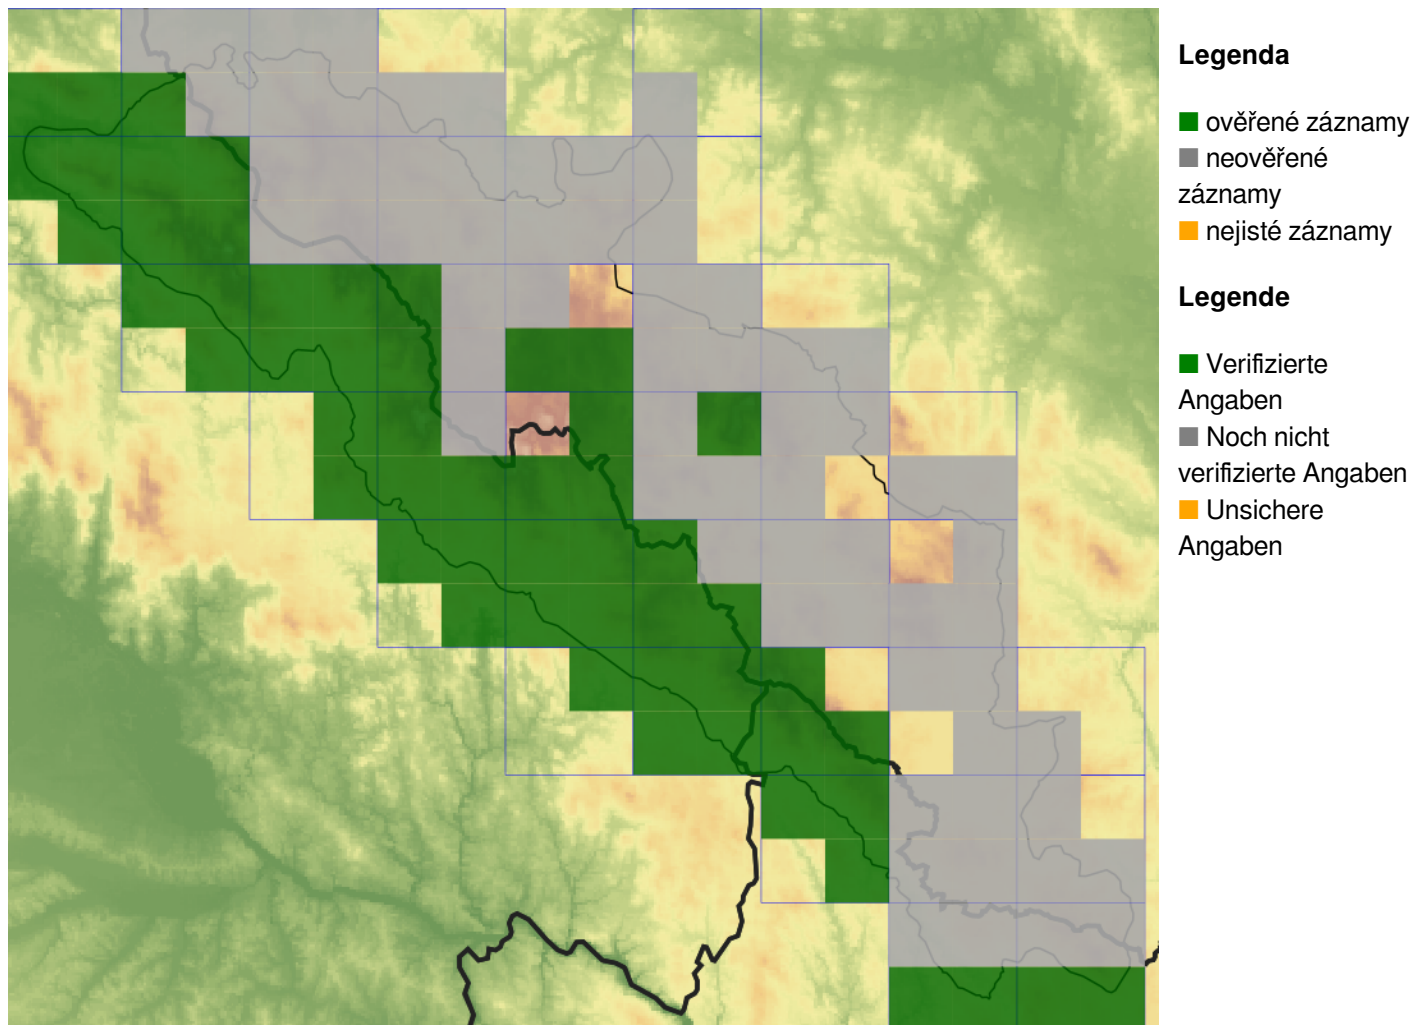 Legenda
ověřené záznamy
neověřené
záznamy
nejisté záznamy
Legende
Verifizierte
Angaben
Noch nicht
verifizierte Angaben
Unsichere
Angaben